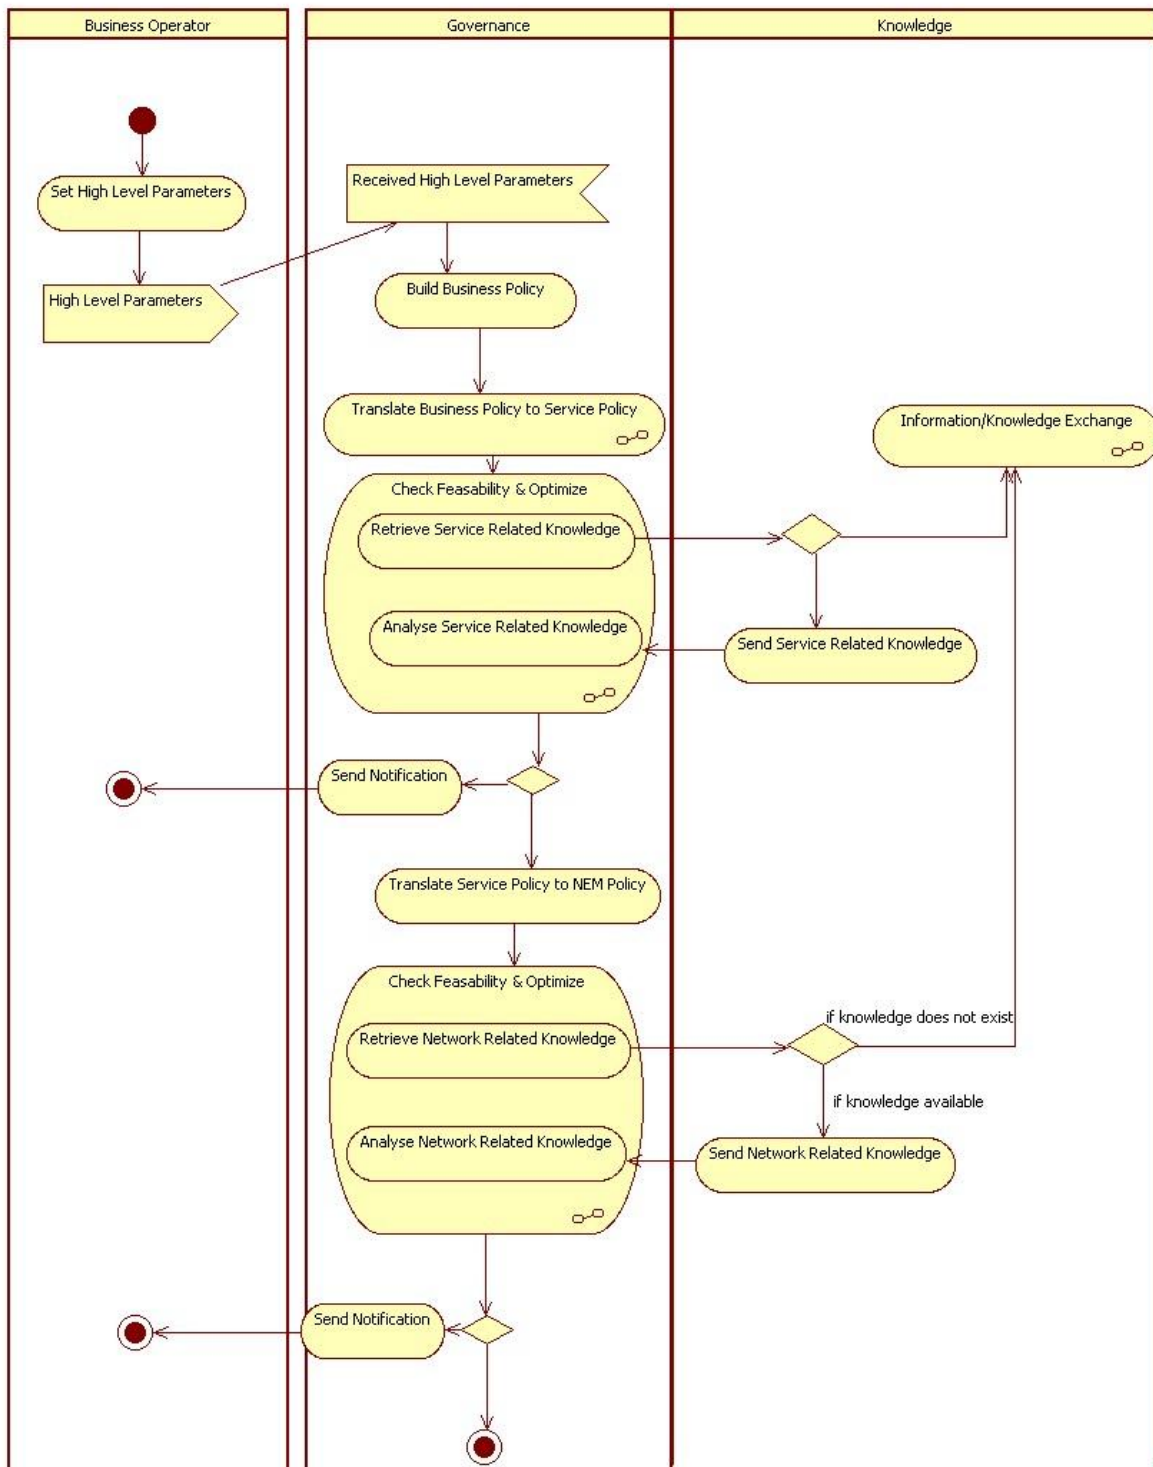 Business Operator
Governance
Knowledge
Set High Level Parameters
High Level Parameters
Received High Level Parameters
Build Business Policy
Translate Business Policy to Service Policy
Information/Knowledge Exchange
Check Feasability & Optimize
Retrieve Service Related Knowledge
Analyse Service Related Knowledge
Send Service Related Knowledge
Send Notification
Translate Service Policy to NEM Policy
Check Feasability & Optimize
if knowledge does not exist
Retrieve Network Related Knowledge
if knowledge available
Analyse Network Related Knowledge
Send Network Related Knowledge
Send Notification